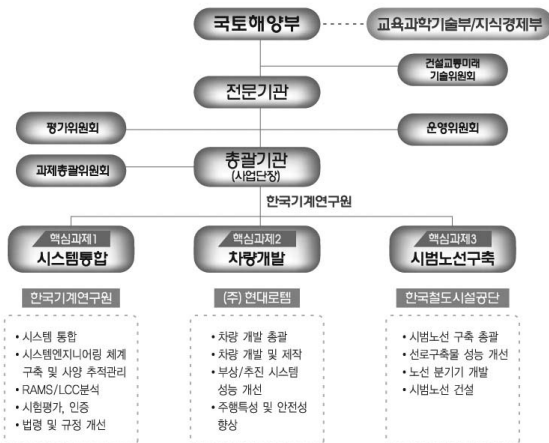 국토해양부
교육과학기술부/지식경제부
건설교통미래
기술위원회
전문기관
평가위원회
운영위원회
총괄기관
(사업단장)
과제총괄위원회
한국기계연구원
핵심과제1
시스템통합
핵심과제2
차량개발
핵심과제3
시범노선구축
한국기계연구원
(주) 현대로템
한국철도시설공단
• 시스템 통합
• 시스템엔지니어링 체계
구축 및 사양 추적관리
• RAMS/LCC분석
• 시험평가, 인증
• 법령 및 규정 개선
• 차량 개발 총괄
• 차량 개발 및 제작
• 부상/추진 시스템
성능 개선
• 주행특성 및 안전성
향상
• 시범노선 구축 총괄
• 선로구축물 성능 개선
• 노선 분기기 개발
• 시범노선 건설